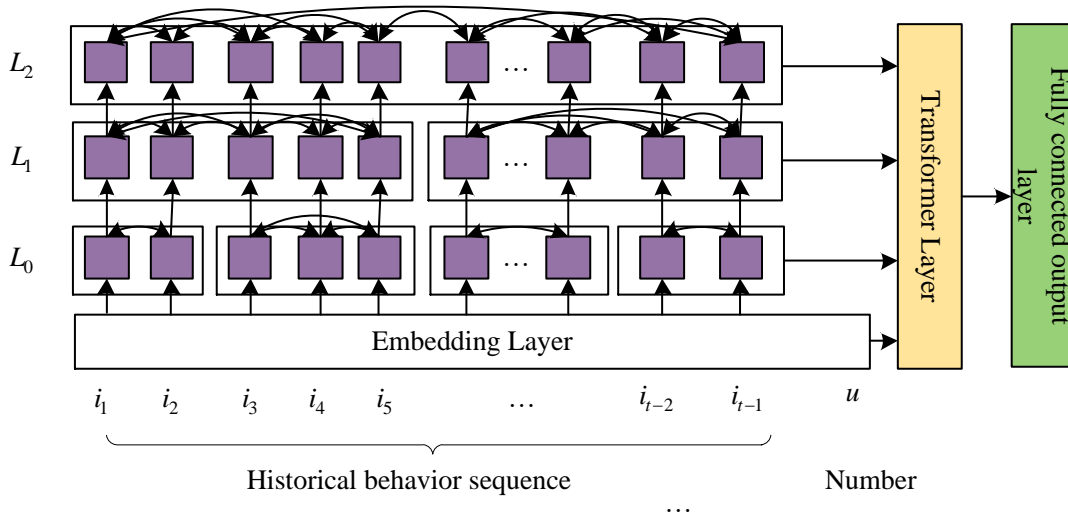 L₂
...
L₁
...
L₀
...
Embedding Layer
Transformer Layer
Fully connected output
layer
i₁ i₂ i₃ i₄ i₅ ... iₜ₋₂ iₜ₋₁ u
Historical behavior sequence
Number
...